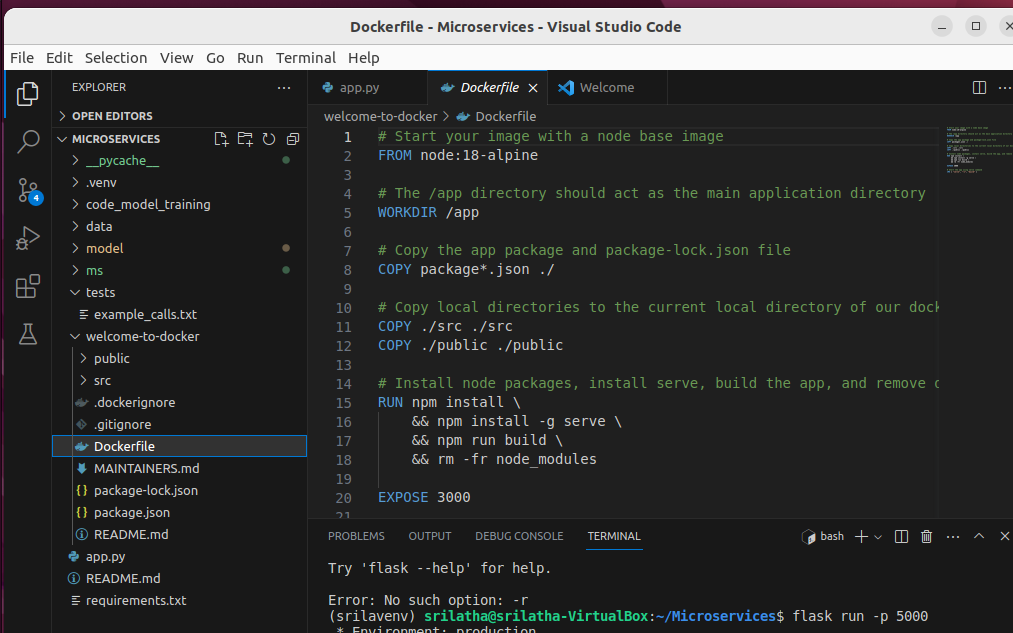 Dockerfile - Microservices - Visual Studio Code
File Edit Selection View Go Run Terminal Help
EXPLORER
OPEN EDITORS
MICROSERVICES
__pycache__
.venv
code_model_training
data
model
ms
tests
example_calls.txt
welcome-to-docker
public
src
.dockerignore
.gitignore
Dockerfile
MAINTAINERS.md
package-lock.json
package.json
README.md
app.py
README.md
requirements.txt
4
app.py Dockerfile Welcome
welcome-to-docker > Dockerfile
1 # Start your image with a node base image
2 FROM node:18-alpine
3
4 # The /app directory should act as the main application directory
5 WORKDIR /app
6
7 # Copy the app package and package-lock.json file
8 COPY package*.json ./
9
10 # Copy local directories to the current local directory of our dock
11 COPY ./src ./src
12 COPY ./public ./public
13
14 # Install node packages, install serve, build the app, and remove d
15 RUN npm install \
16 && npm install -g serve \
17 && npm run build \
18 && rm -fr node_modules
19
20 EXPOSE 3000
21
PROBLEMS OUTPUT DEBUG CONSOLE TERMINAL bash
Try 'flask --help' for help.
Error: No such option: -r
(srilavenv) srilatha@srilatha-VirtualBox:~/Microservices$ flask run -p 5000
* Environment: production